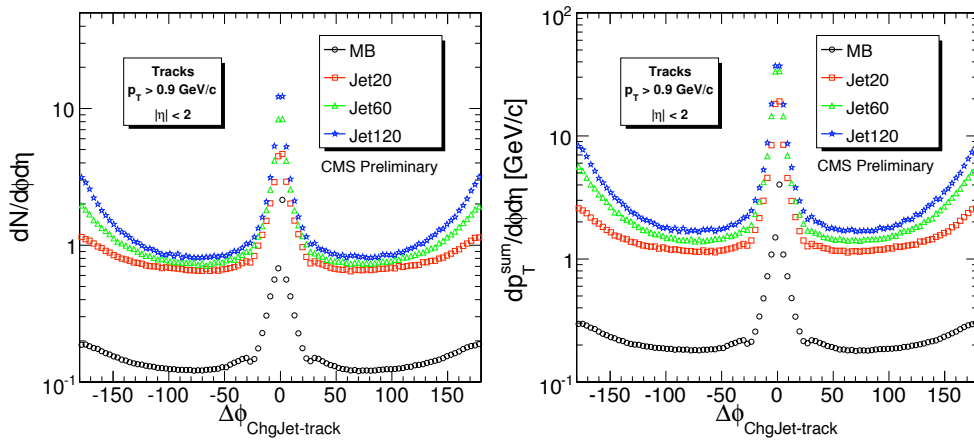 dN/dϕdη
10
1
10⁻¹
Tracks
p_T > 0.9 GeV/c
|η| < 2
MB
Jet20
Jet60
Jet120
CMS Preliminary
-150 -100 -50 0 50 100 150
Δϕ_ChgJet-track
dp_T^sum/dϕdη [GeV/c]
10²
10
1
10⁻¹
Tracks
p_T > 0.9 GeV/c
|η| < 2
MB
Jet20
Jet60
Jet120
CMS Preliminary
-150 -100 -50 0 50 100 150
Δϕ_ChgJet-track